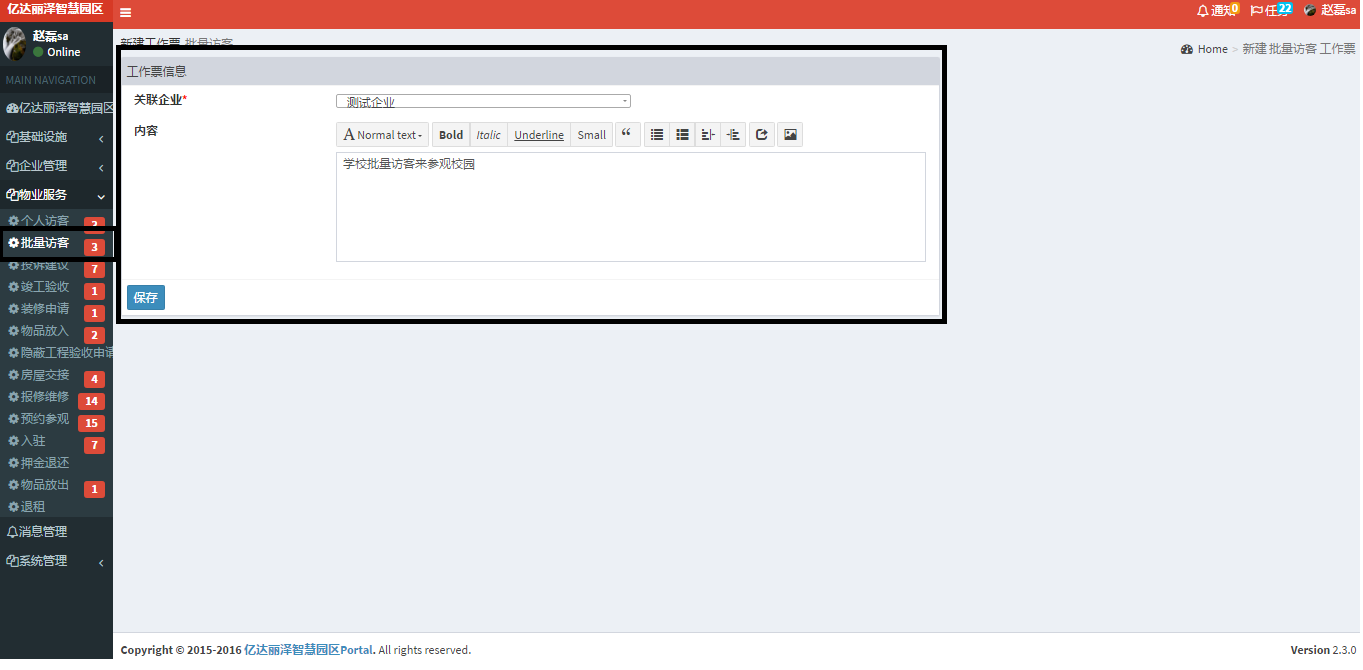 亿达丽泽智慧园区
通知 0
任务 22
赵磊sa
赵磊sa
Online
MAIN NAVIGATION
亿达丽泽智慧园区
基础设施
企业管理
物业服务
个人访客 3
批量访客 3
投诉建议 7
竣工验收 1
装修申请 1
物品放入 2
隐蔽工程验收申请
房屋交接 4
报修维修 14
预约参观 15
入驻 7
押金退还
物品放出 1
退租
消息管理
系统管理
新建工作票 批量访客
Home > 新建 批量访客 工作票
工作票信息
关联企业* 测试企业
内容
A Normal text Bold Italic Underline Small “
学校批量访客来参观校园
保存
Copyright © 2015-2016 亿达丽泽智慧园区Portal. All rights reserved.
Version 2.3.0